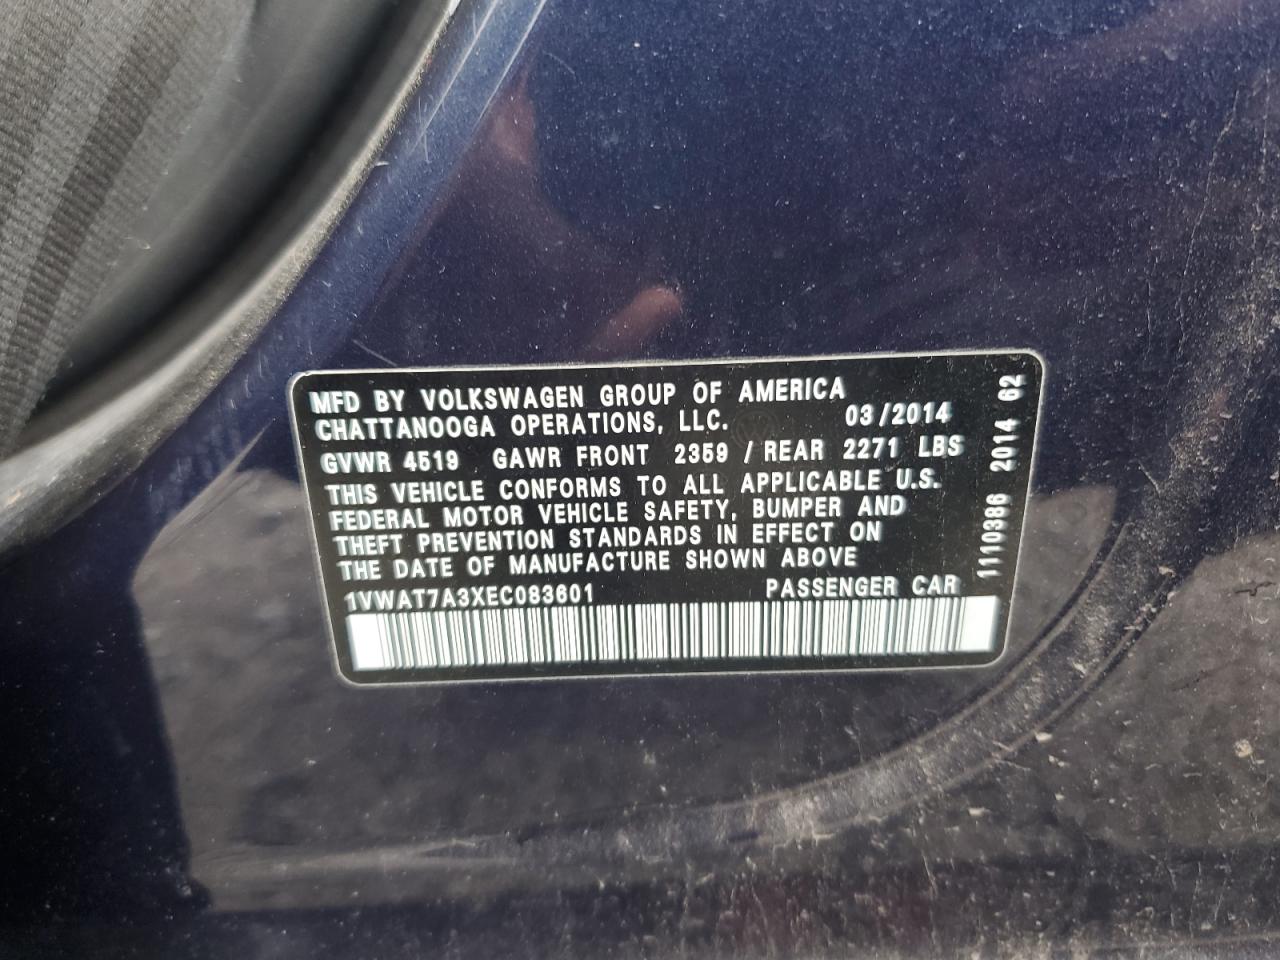 MFD BY VOLKSWAGEN GROUP OF AMERICA
CHATTANOOGA OPERATIONS, LLC. 03/2014
GVWR 4519 GAWR FRONT 2359 / REAR 2271 LBS
THIS VEHICLE CONFORMS TO ALL APPLICABLE U.S.
FEDERAL MOTOR VEHICLE SAFETY, BUMPER AND
THEFT PREVENTION STANDARDS IN EFFECT ON
THE DATE OF MANUFACTURE SHOWN ABOVE
1VWAT7A3XEC083601 PASSENGER CAR
1110386 2014 62